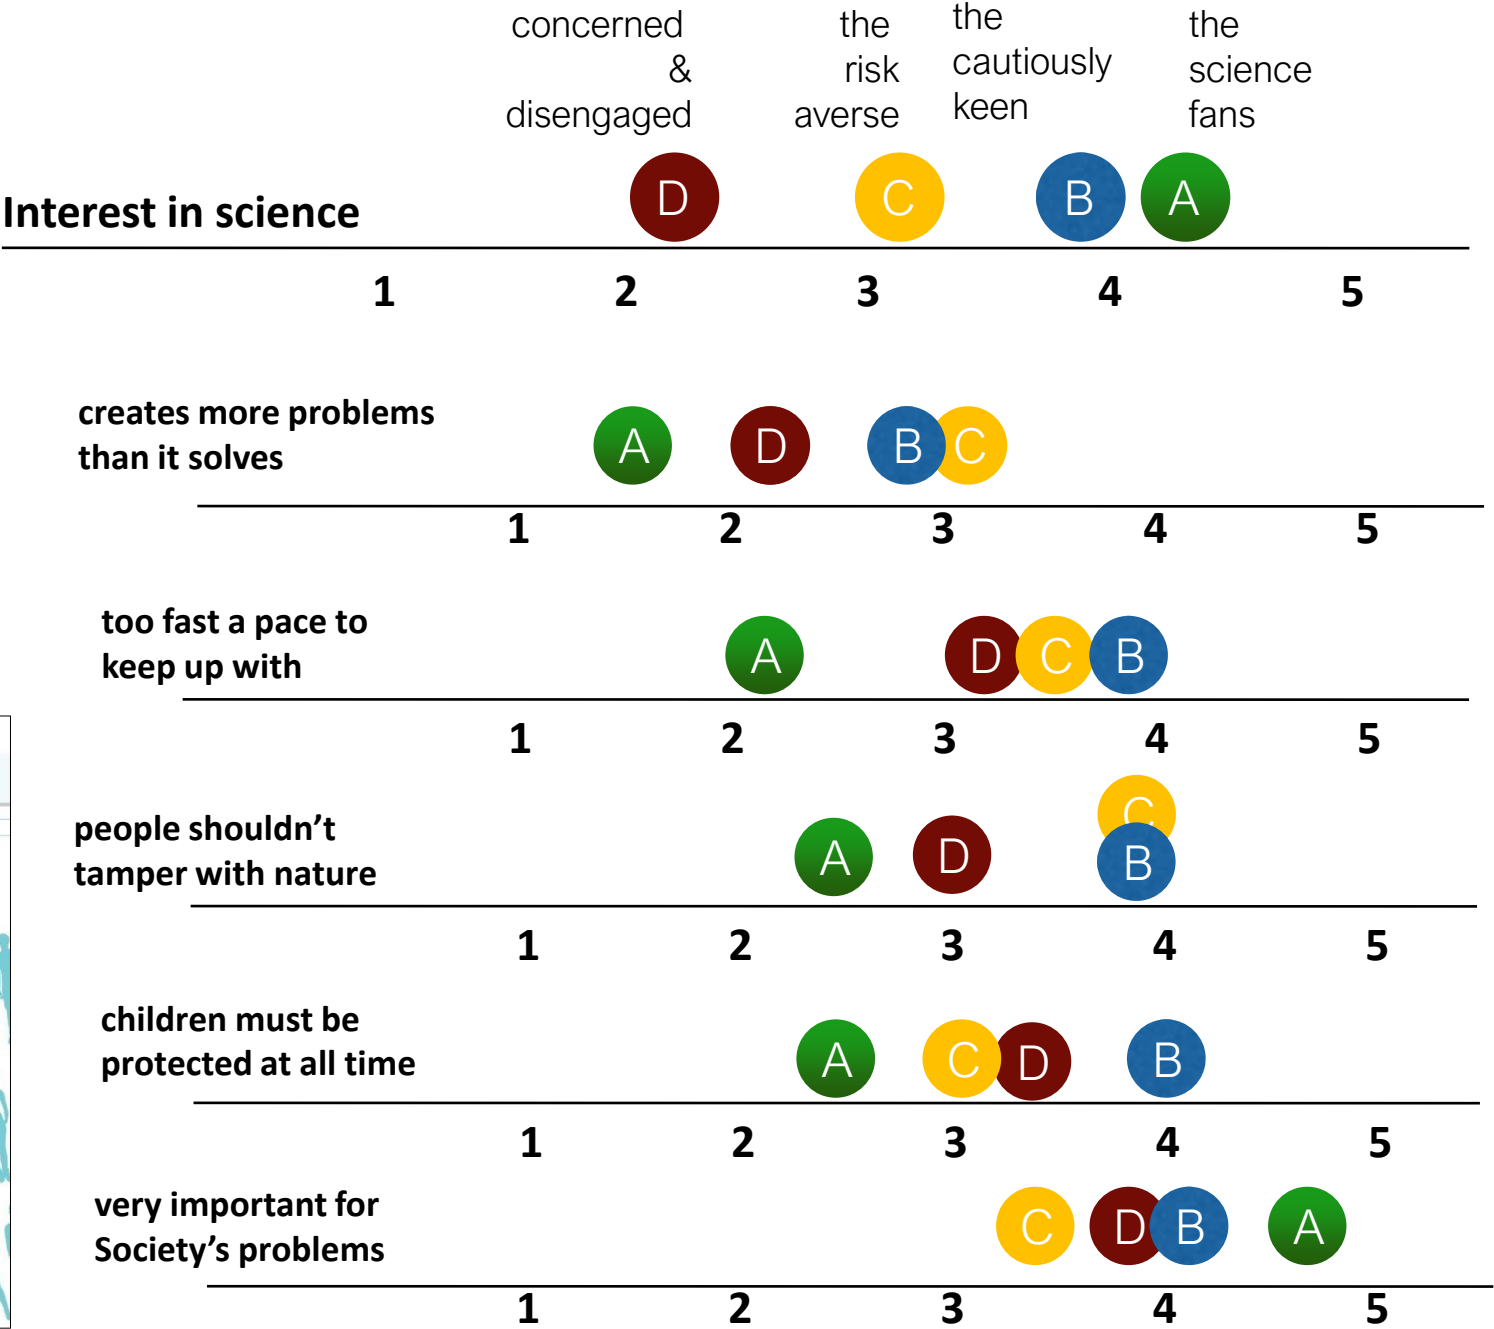 concerned
&
disengaged
the
risk
averse
the
cautiously
keen
the
science
fans
Interest in science
D C B A
1 2 3 4 5
creates more problems
than it solves
A D B C
1 2 3 4 5
too fast a pace to
keep up with
A D C B
1 2 3 4 5
people shouldn’t
tamper with nature
C
A D B
1 2 3 4 5
children must be
protected at all time
A C D B
1 2 3 4 5
very important for
Society’s problems
C D B A
1 2 3 4 5